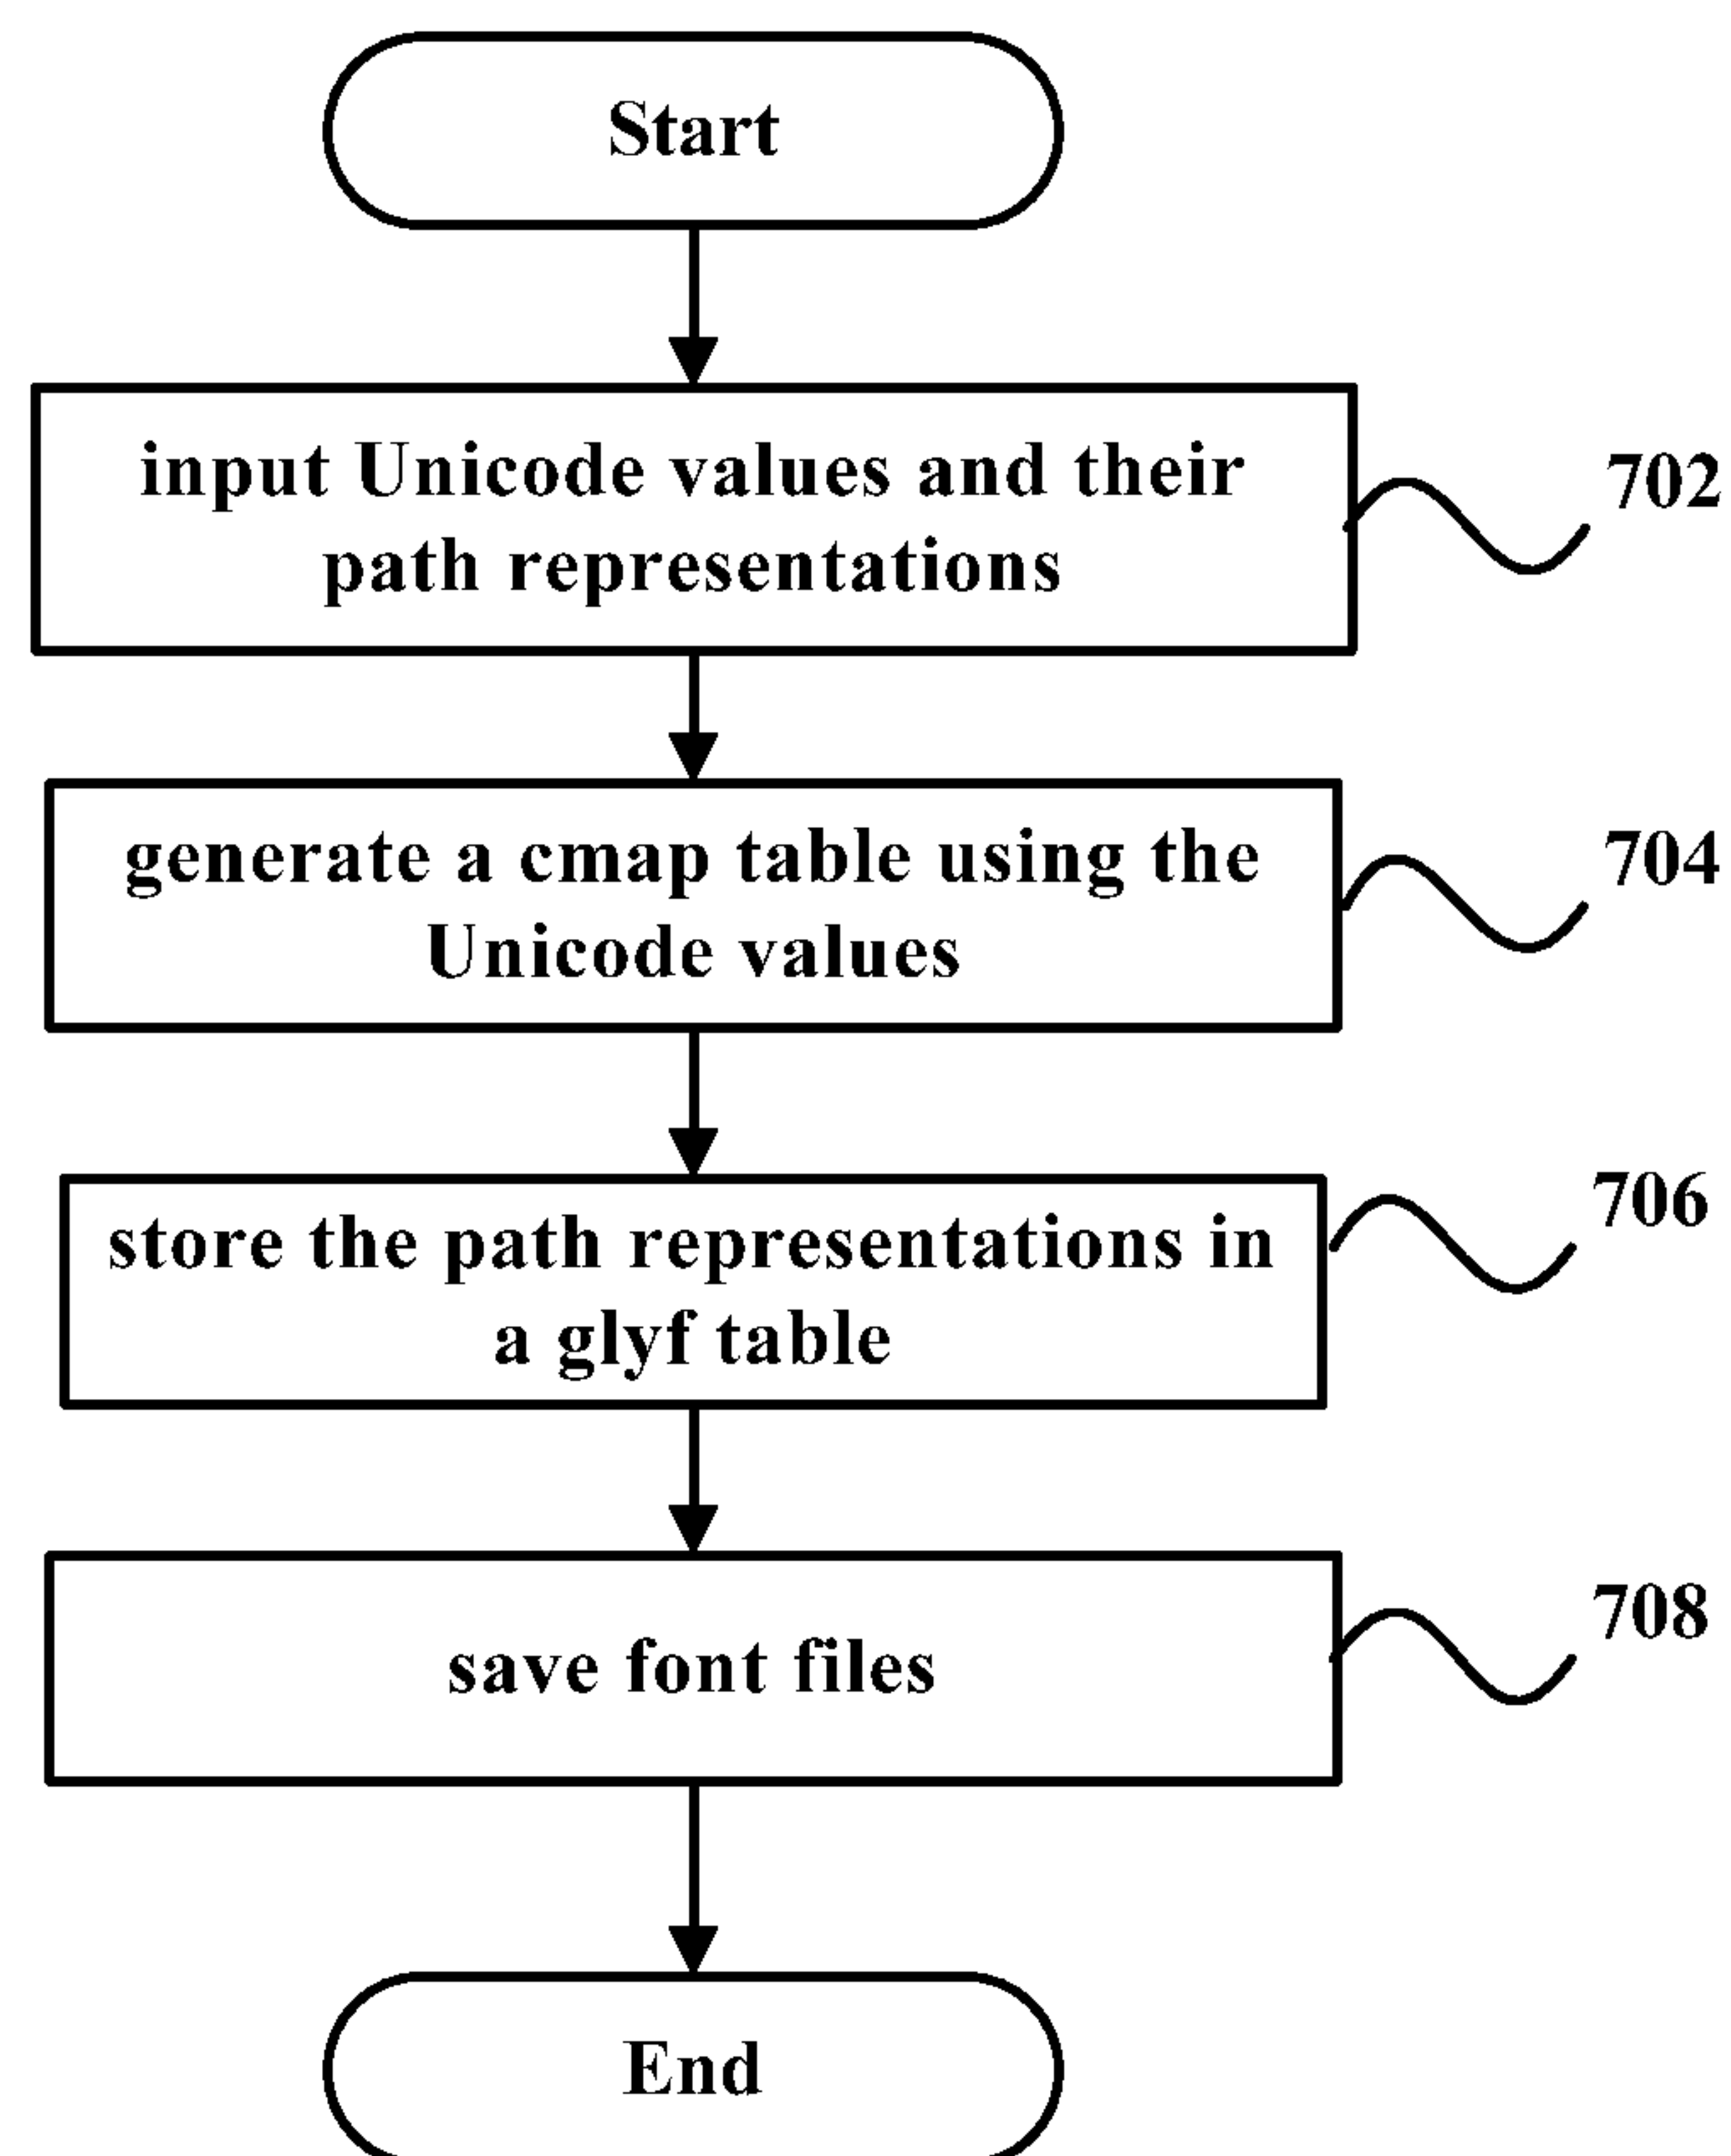 Start
input Unicode values and their
path representations
702
generate a cmap table using the
Unicode values
704
store the path representations in
a glyf table
706
save font files
708
End